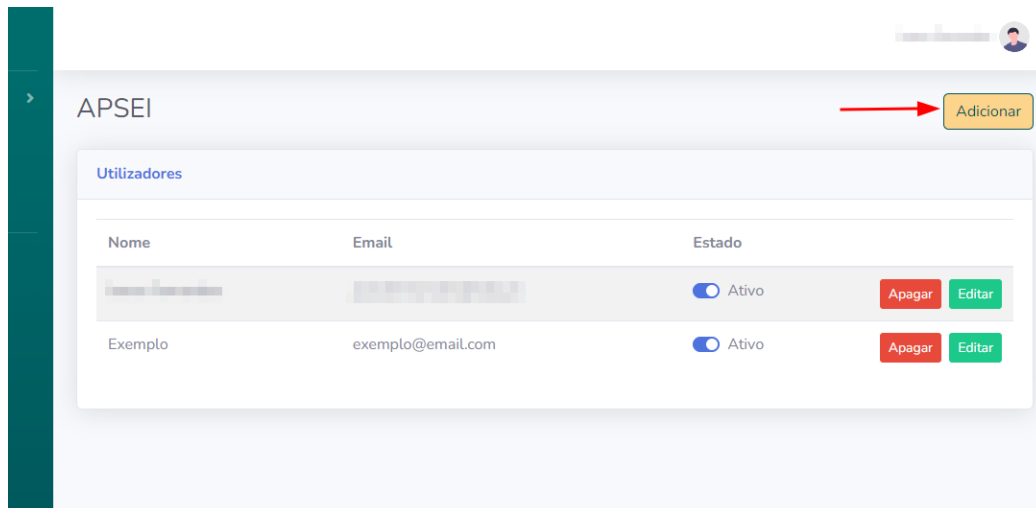 APSEI
Adicionar
Utilizadores
Nome Email Estado
Ativo Apagar Editar
Exemplo exemplo@email.com Ativo Apagar Editar